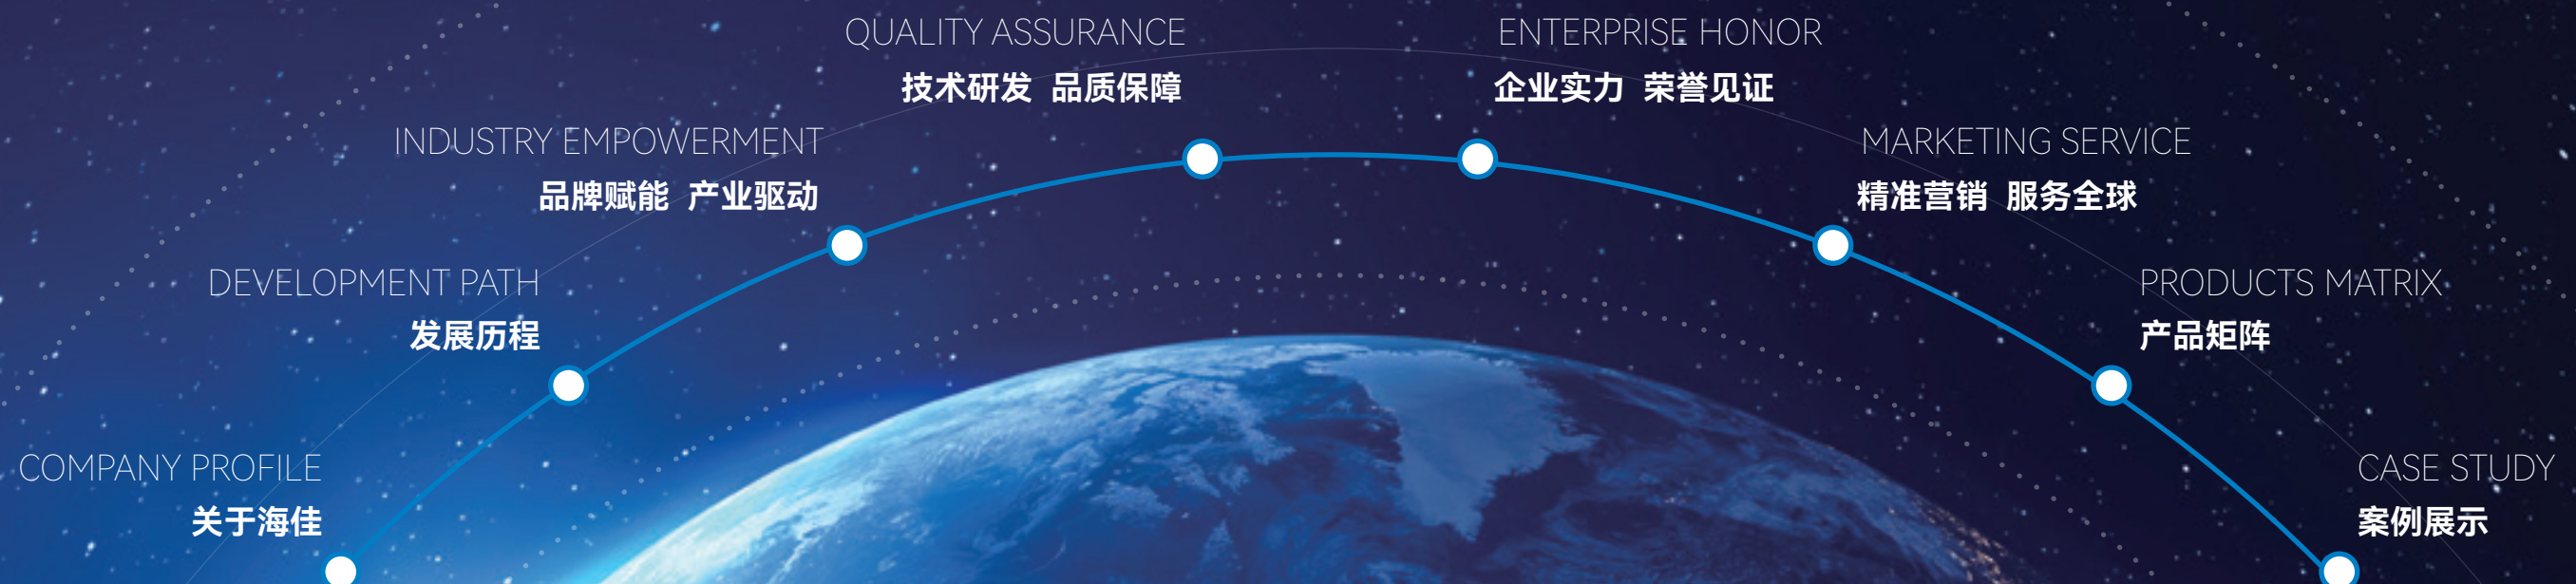 COMPANY PROFILE
关于海佳
DEVELOPMENT PATH
发展历程
INDUSTRY EMPOWERMENT
品牌赋能 产业驱动
QUALITY ASSURANCE
技术研发 品质保障
ENTERPRISE HONOR
企业实力 荣誉见证
MARKETING SERVICE
精准营销 服务全球
PRODUCTS MATRIX
产品矩阵
CASE STUDY
案例展示